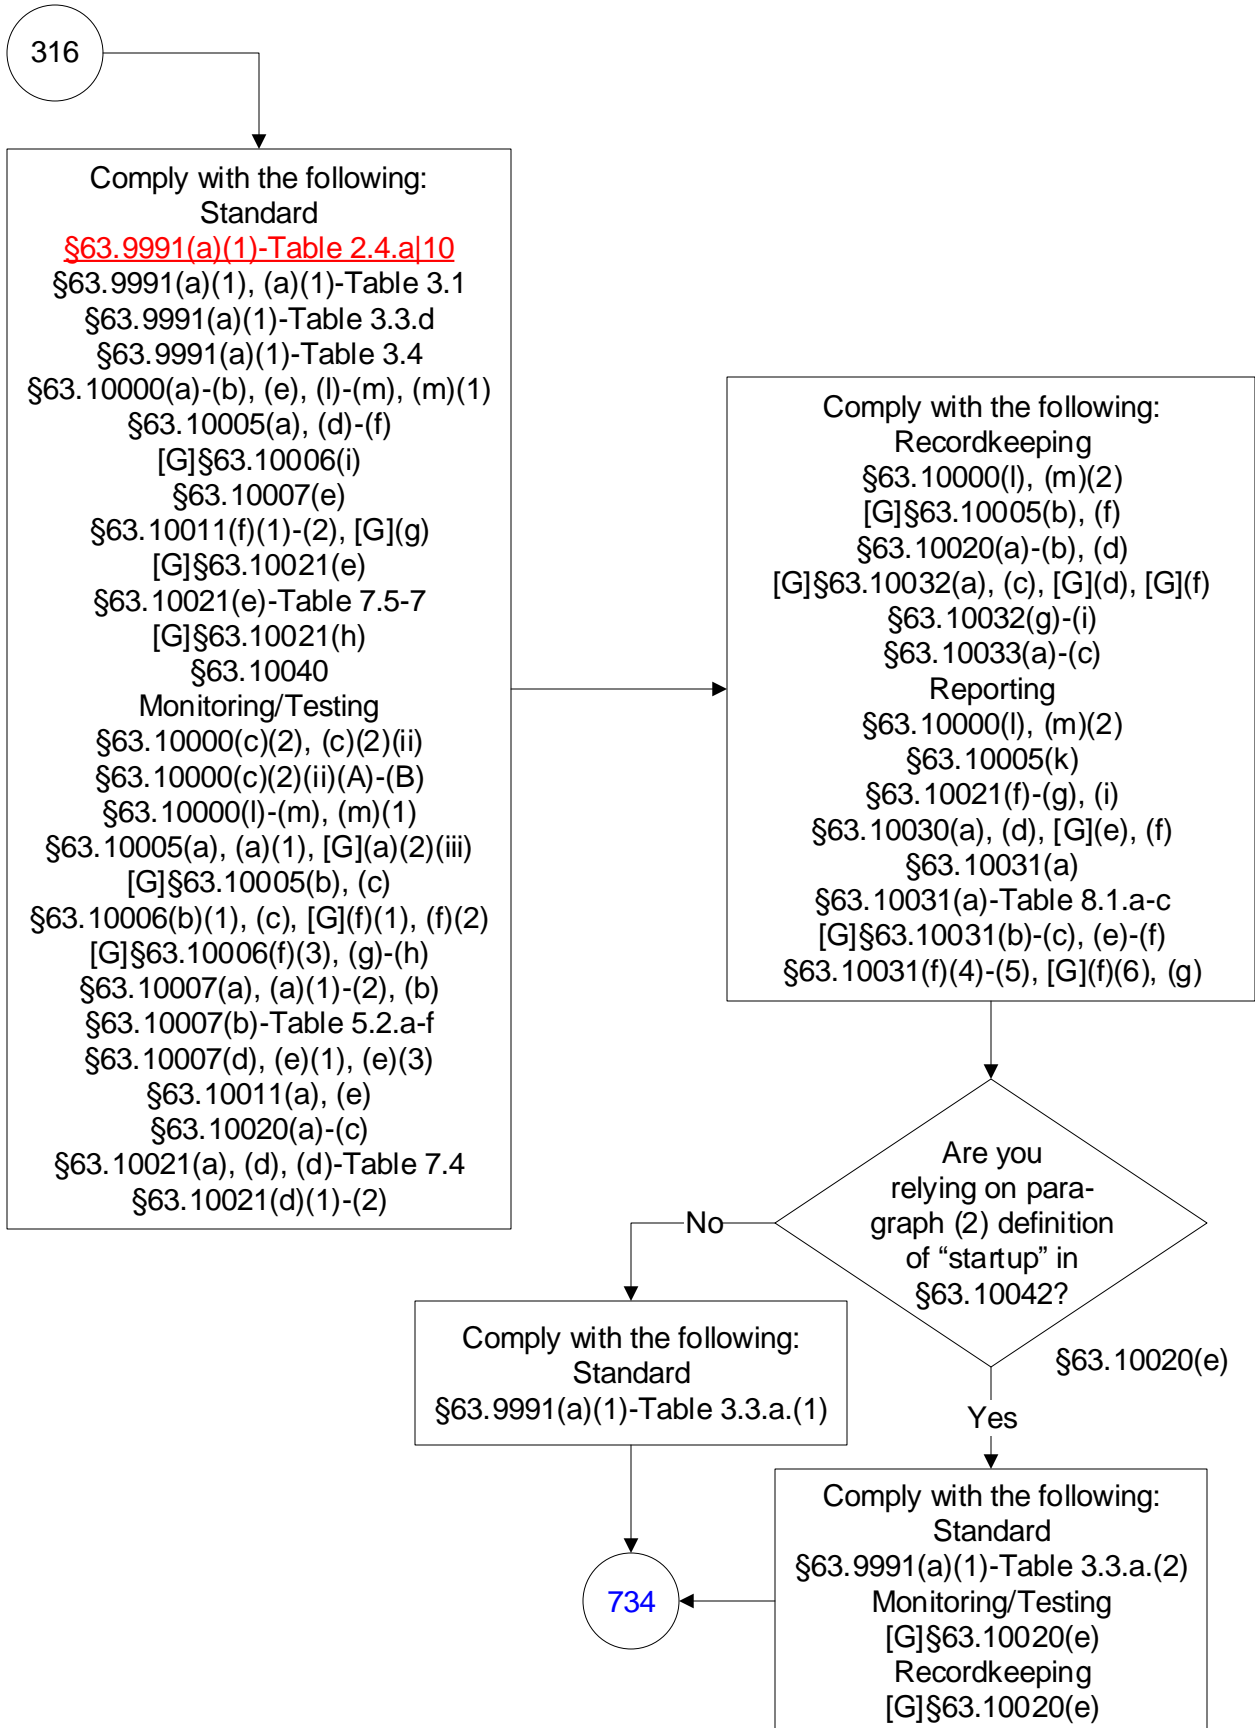 316
Comply with the following:
Standard
§63.9991(a)(1)-Table 2.4.a|10
§63.9991(a)(1), (a)(1)-Table 3.1
§63.9991(a)(1)-Table 3.3.d
§63.9991(a)(1)-Table 3.4
§63.10000(a)-(b), (e), (l)-(m), (m)(1)
§63.10005(a), (d)-(f)
[G]§63.10006(i)
§63.10007(e)
§63.10011(f)(1)-(2), [G](g)
[G]§63.10021(e)
§63.10021(e)-Table 7.5-7
[G]§63.10021(h)
§63.10040
Monitoring/Testing
§63.10000(c)(2), (c)(2)(ii)
§63.10000(c)(2)(ii)(A)-(B)
§63.10000(l)-(m), (m)(1)
§63.10005(a), (a)(1), [G](a)(2)(iii)
[G]§63.10005(b), (c)
§63.10006(b)(1), (c), [G](f)(1), (f)(2)
[G]§63.10006(f)(3), (g)-(h)
§63.10007(a), (a)(1)-(2), (b)
§63.10007(b)-Table 5.2.a-f
§63.10007(d), (e)(1), (e)(3)
§63.10011(a), (e)
§63.10020(a)-(c)
§63.10021(a), (d), (d)-Table 7.4
§63.10021(d)(1)-(2)
Comply with the following:
Recordkeeping
§63.10000(l), (m)(2)
[G]§63.10005(b), (f)
§63.10020(a)-(b), (d)
[G]§63.10032(a), (c), [G](d), [G](f)
§63.10032(g)-(i)
§63.10033(a)-(c)
Reporting
§63.10000(l), (m)(2)
§63.10005(k)
§63.10021(f)-(g), (i)
§63.10030(a), (d), [G](e), (f)
§63.10031(a)
§63.10031(a)-Table 8.1.a-c
[G]§63.10031(b)-(c), (e)-(f)
§63.10031(f)(4)-(5), [G](f)(6), (g)
Are you
relying on para-
graph (2) definition
of “startup” in
§63.10042?
§63.10020(e)
No
Comply with the following:
Standard
§63.9991(a)(1)-Table 3.3.a.(1)
Yes
Comply with the following:
Standard
§63.9991(a)(1)-Table 3.3.a.(2)
Monitoring/Testing
[G]§63.10020(e)
Recordkeeping
[G]§63.10020(e)
734